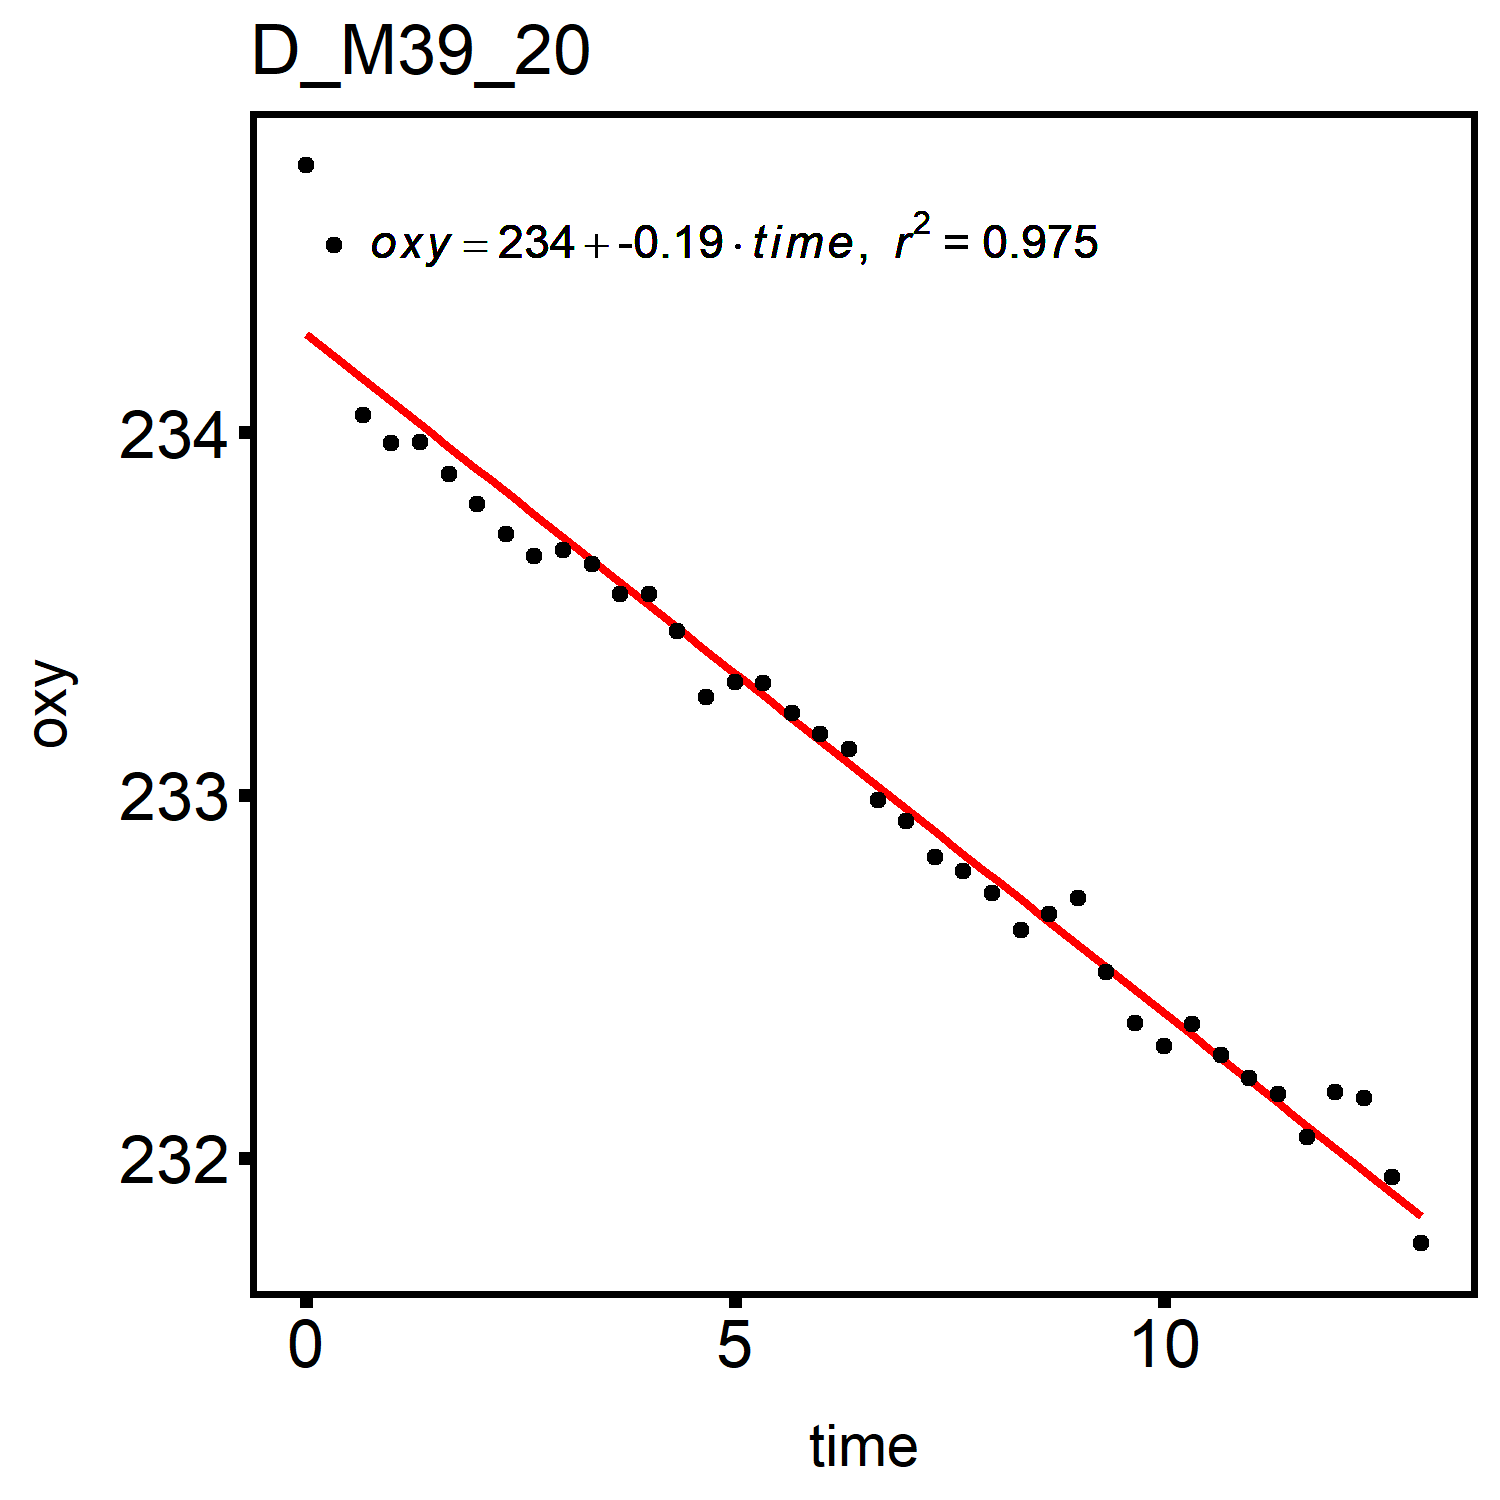 D_M39_20
oxy = 234 + -0.19 · time, r² = 0.975
234
233
232
oxy
0 5 10
time